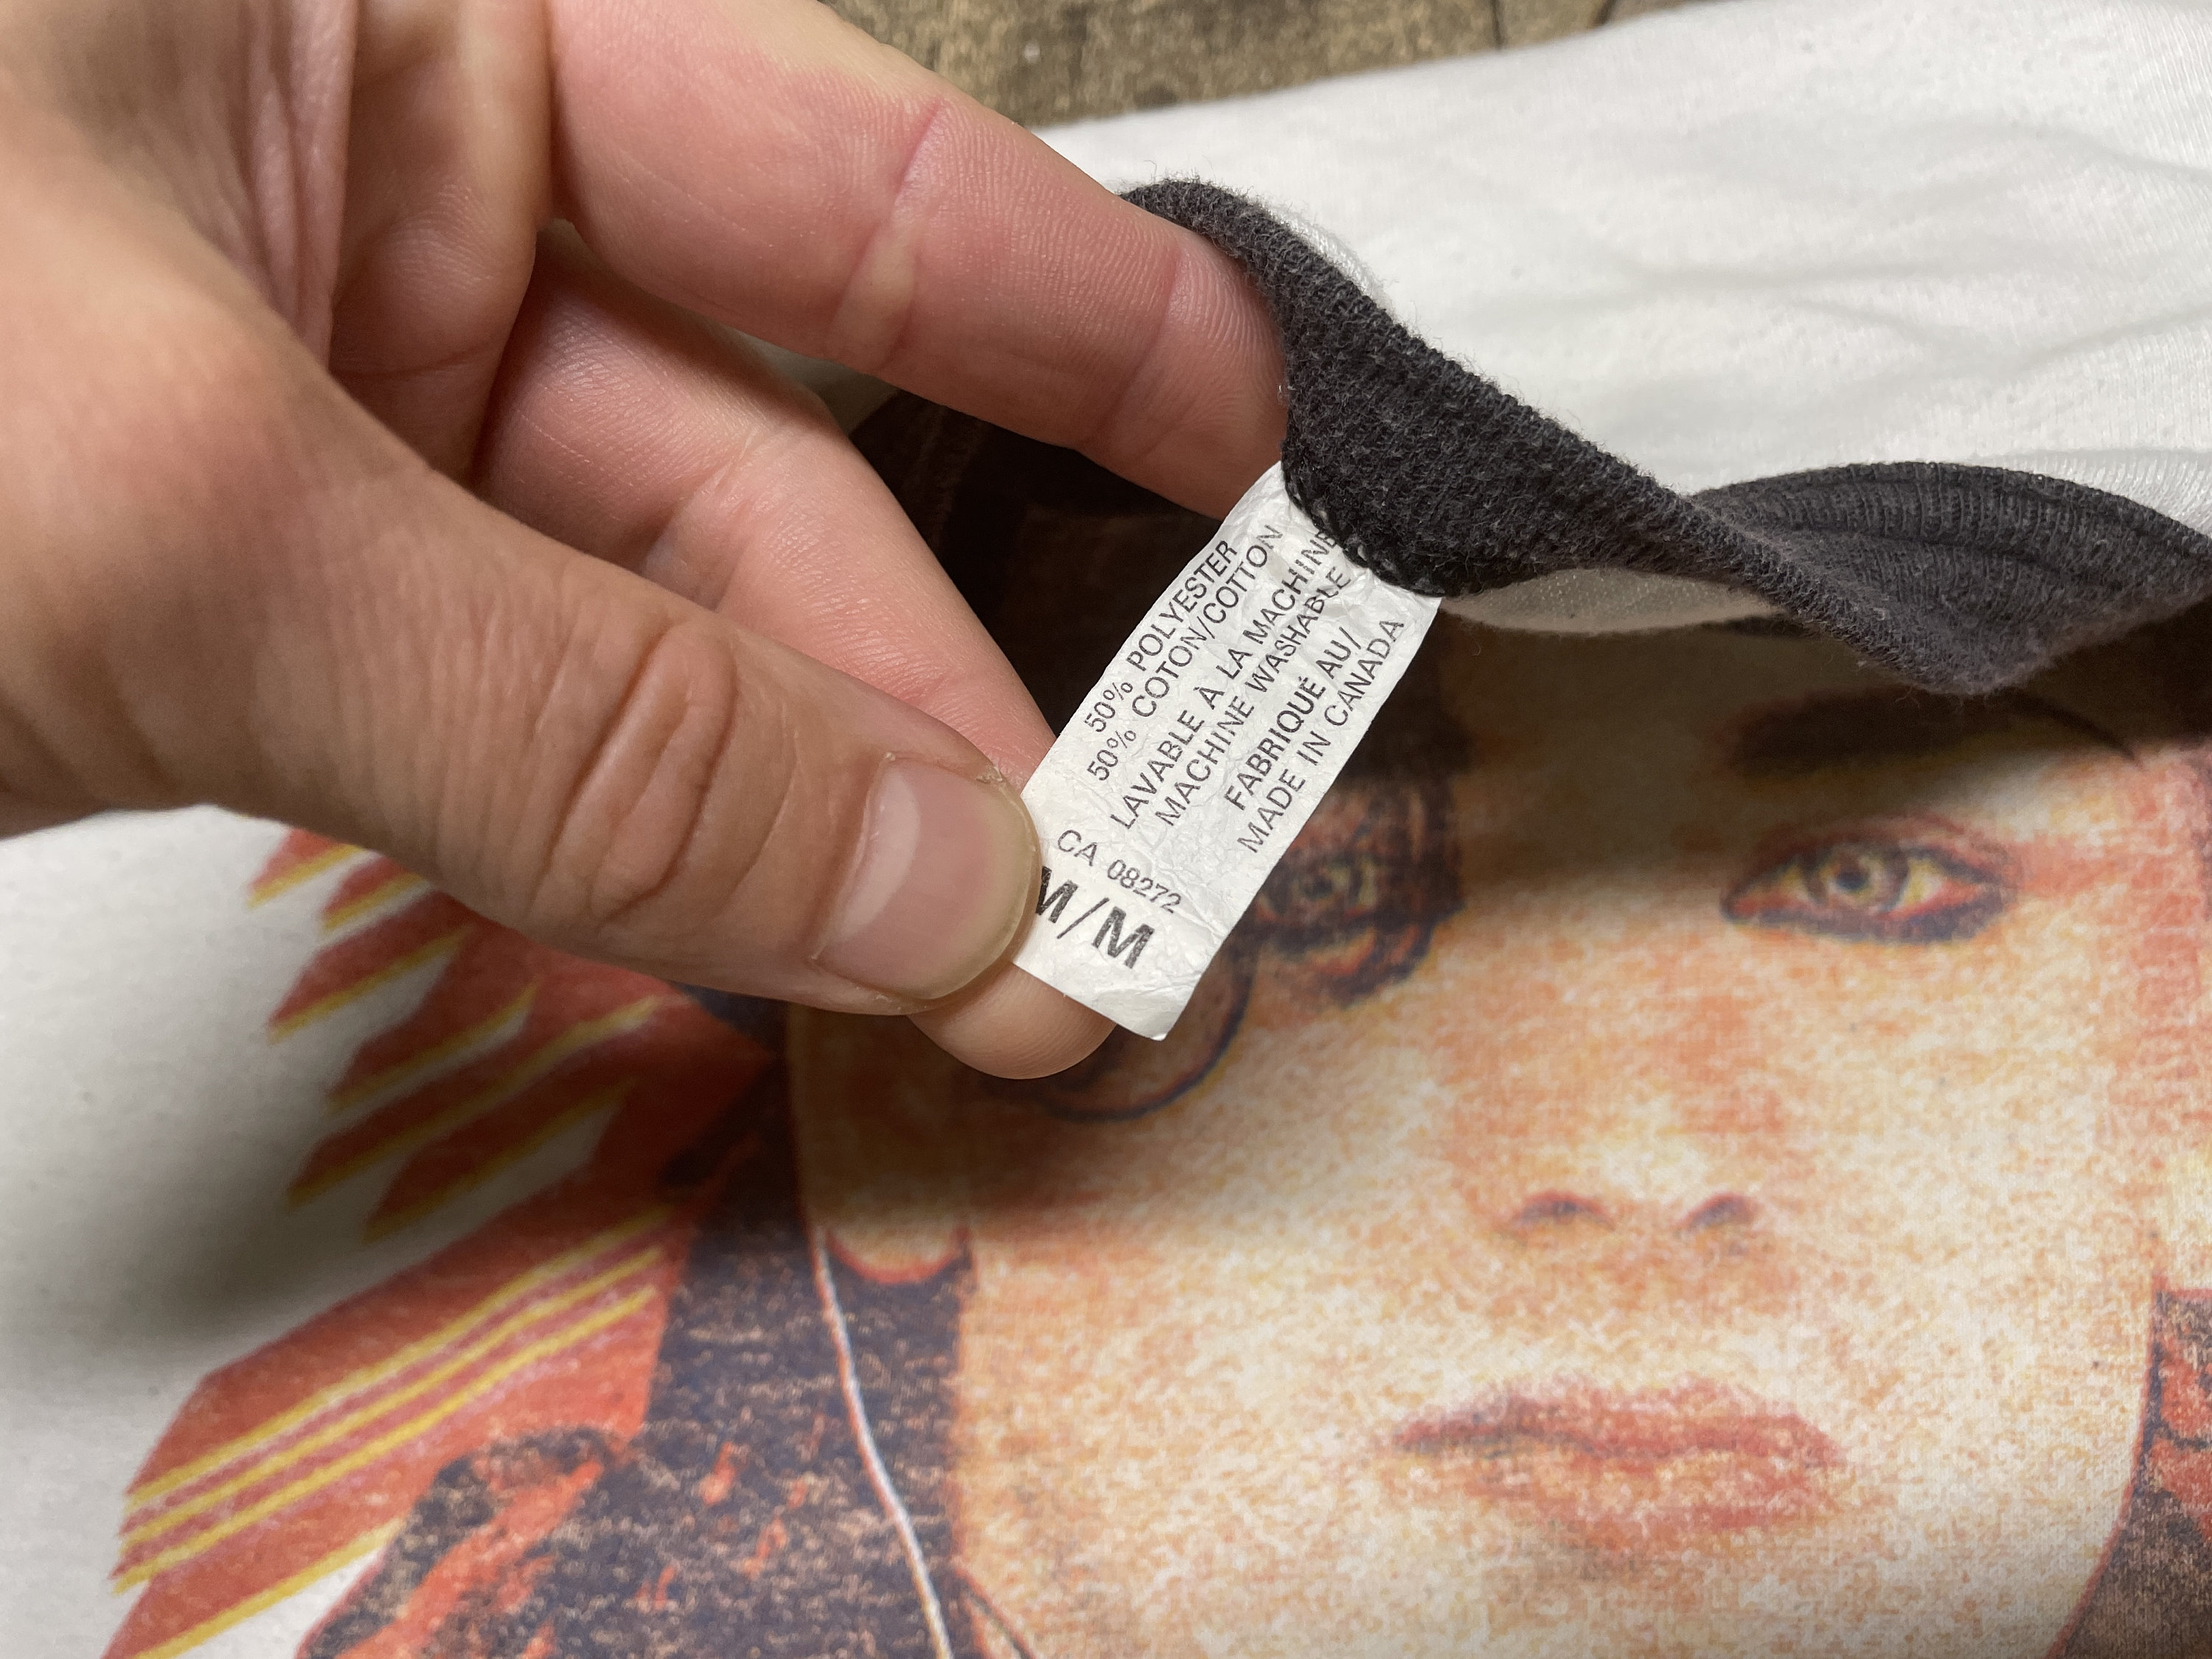 50% POLYESTER
50% COTON/COTTON
LAVABLE À LA MACHINE
MACHINE WASHABLE
FABRIQUÉ AU/
MADE IN CANADA
CA 08272
M/M